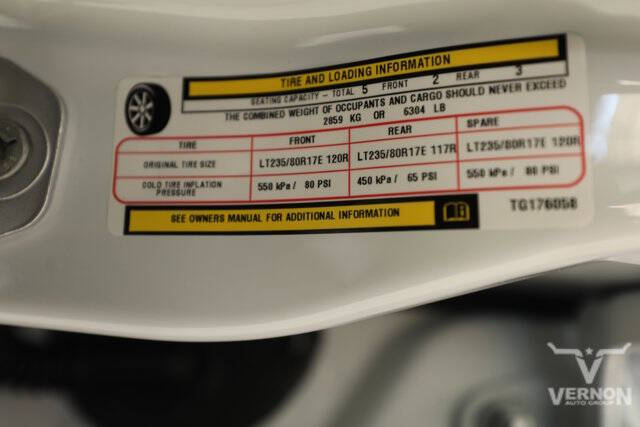 TIRE AND LOADING INFORMATION
SEATING CAPACITY - TOTAL 5 FRONT 2 REAR 3
THE COMBINED WEIGHT OF OCCUPANTS AND CARGO SHOULD NEVER EXCEED
2859 KG OR 6304 LB
TIRE FRONT REAR SPARE
ORIGINAL TIRE SIZE LT235/80R17E 120R LT235/80R17E 117R LT235/80R17E 120R
COLD TIRE INFLATION PRESSURE 550 kPa / 80 PSI 450 kPa / 65 PSI 550 kPa / 80 PSI
SEE OWNERS MANUAL FOR ADDITIONAL INFORMATION
TG176058
VERNON
AUTO GROUP